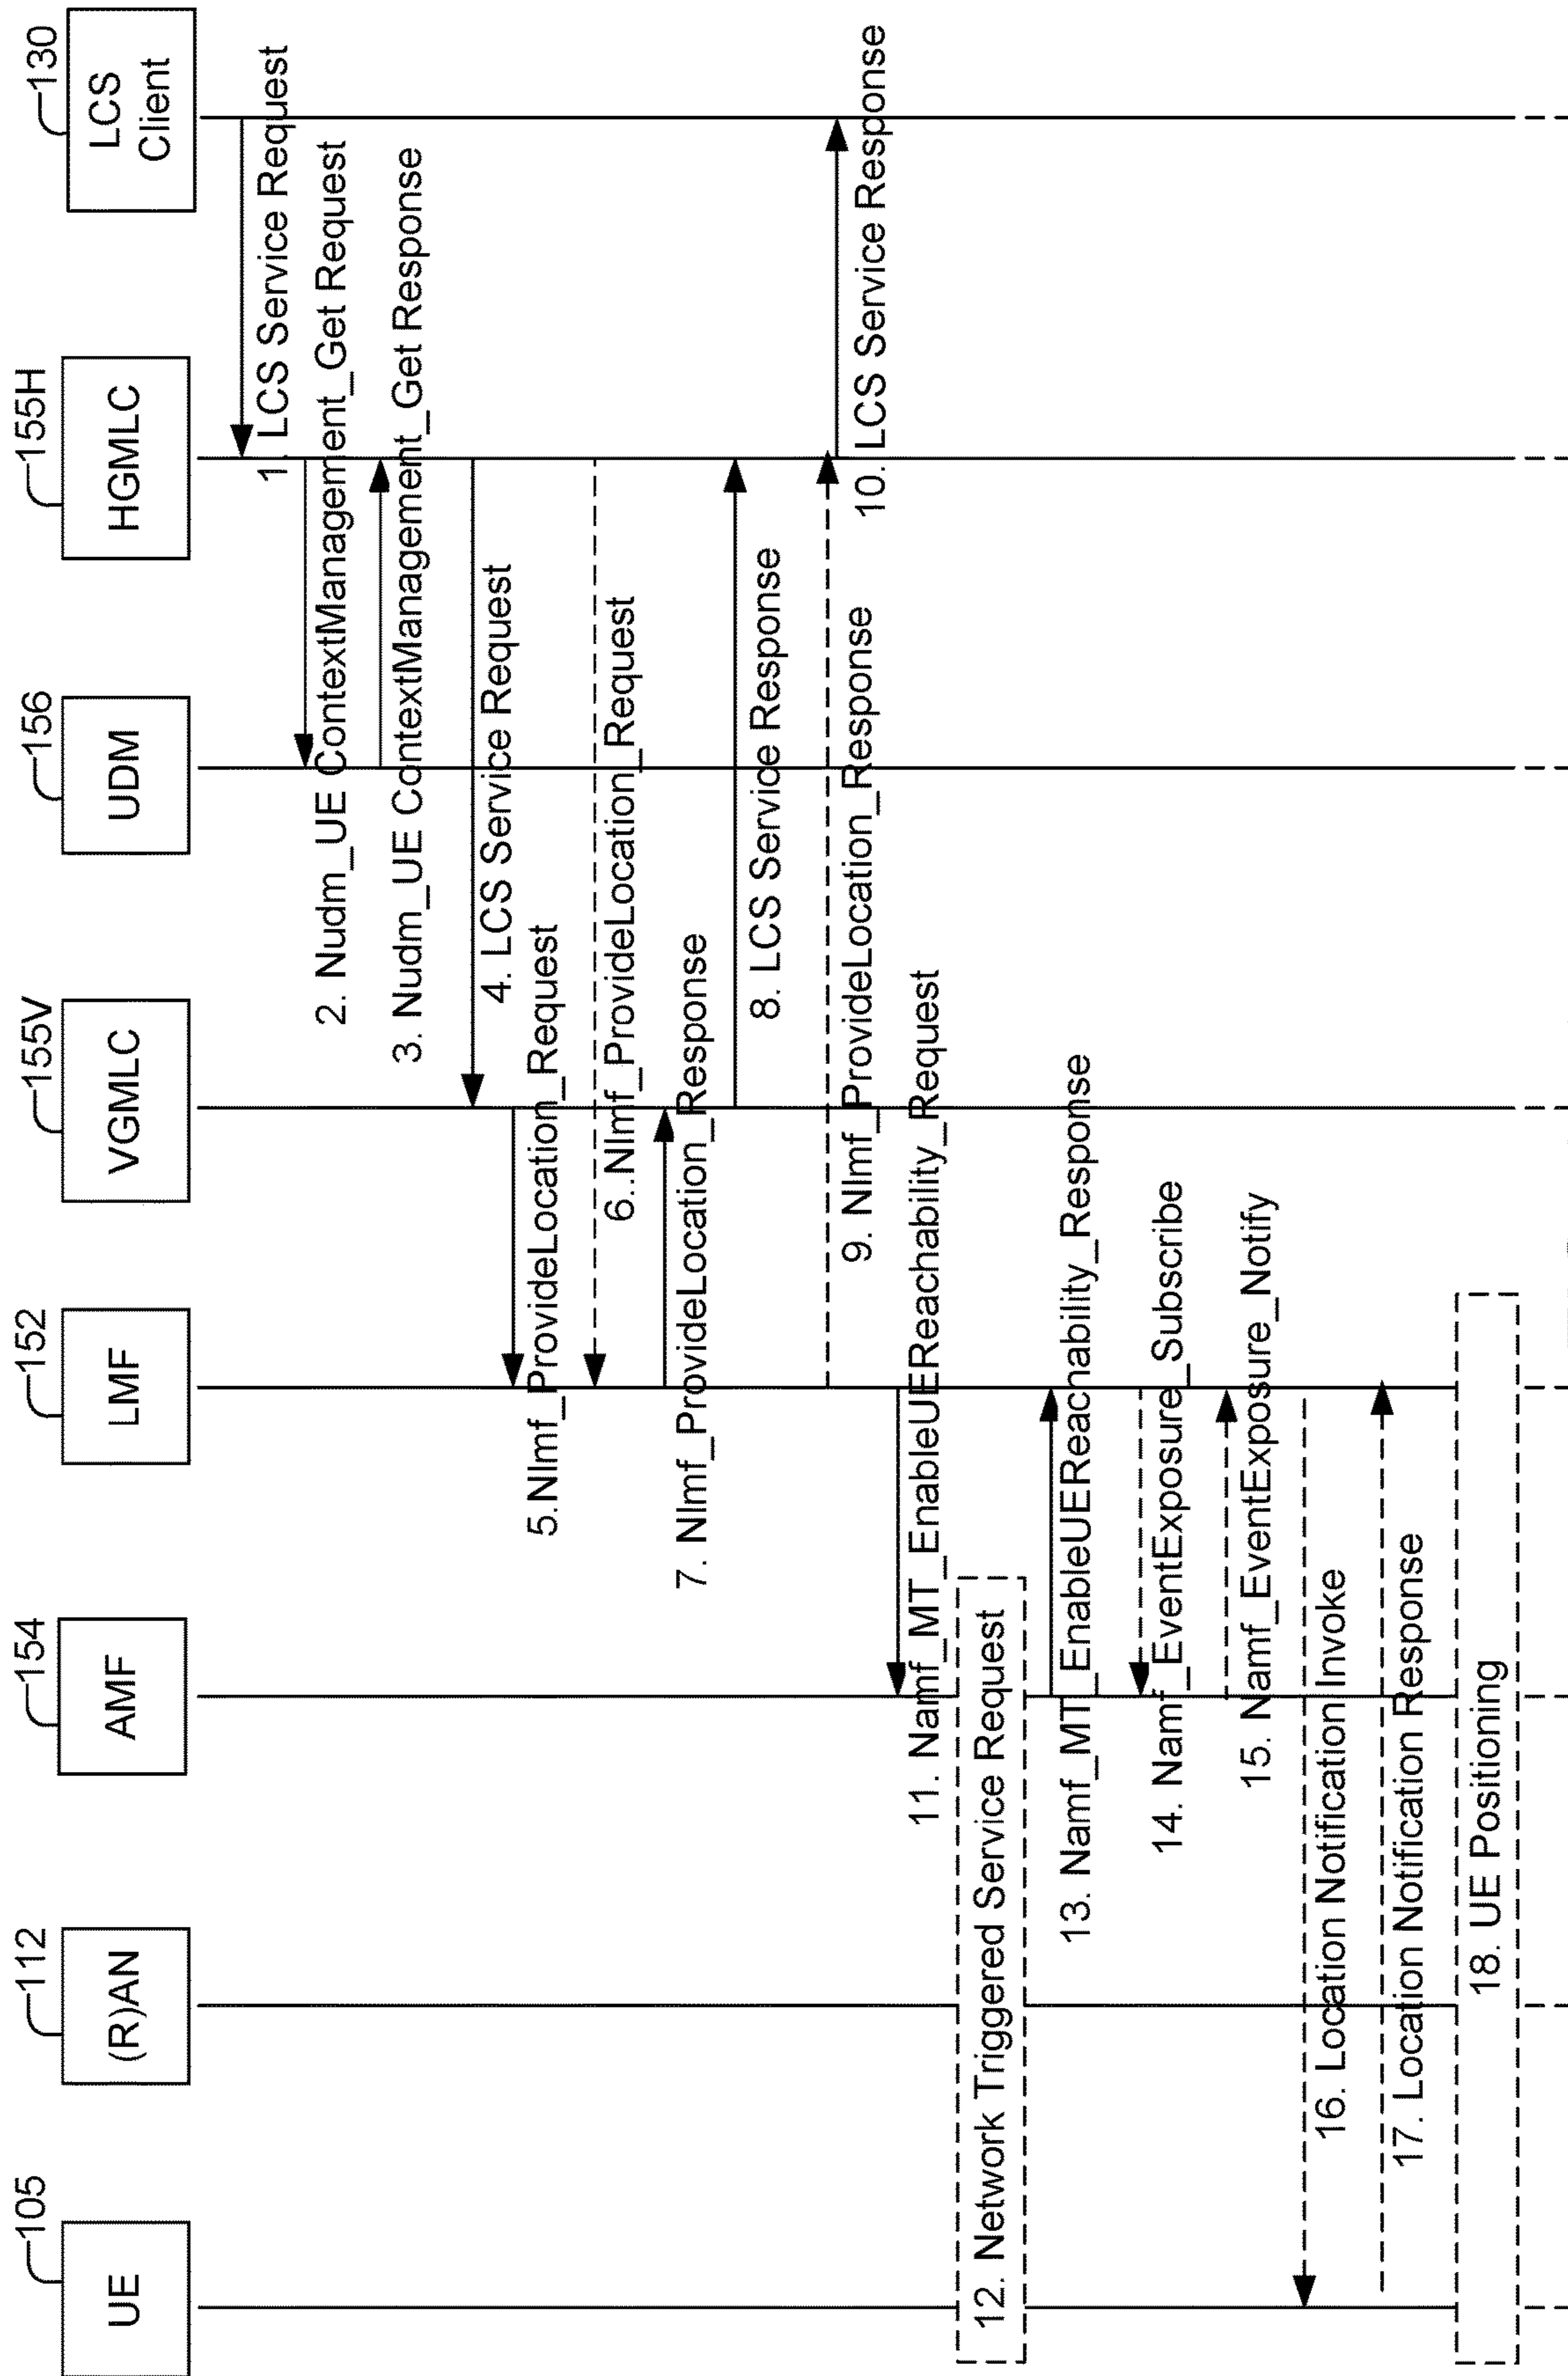 105
112
154
152
155V
156
155H
130
UE
(R)AN
AMF
LMF
VGMLC
UDM
HGMLC
LCS
Client
1. LCS Service Request
2. Nudm_UE ContextManagement_Get Request
3. Nudm_UE ContextManagement_Get Response
4. LCS Service Request
5.Nlmf_ProvideLocation_Request
6..Nlmf_ProvideLocation_Request
7. Nlmf_ProvideLocation_Response
8. LCS Service Response
9. Nlmf_ProvideLocation_Response
10. LCS Service Response
11. Namf_MT_EnableUEReachability_Request
12. Network Triggered Service Request
13. Namf_MT_EnableUEReachability_Response
14. Namf_EventExposure_Subscribe
15. Namf_EventExposure_Notify
16. Location Notification Invoke
17. Location Notification Response
18. UE Positioning